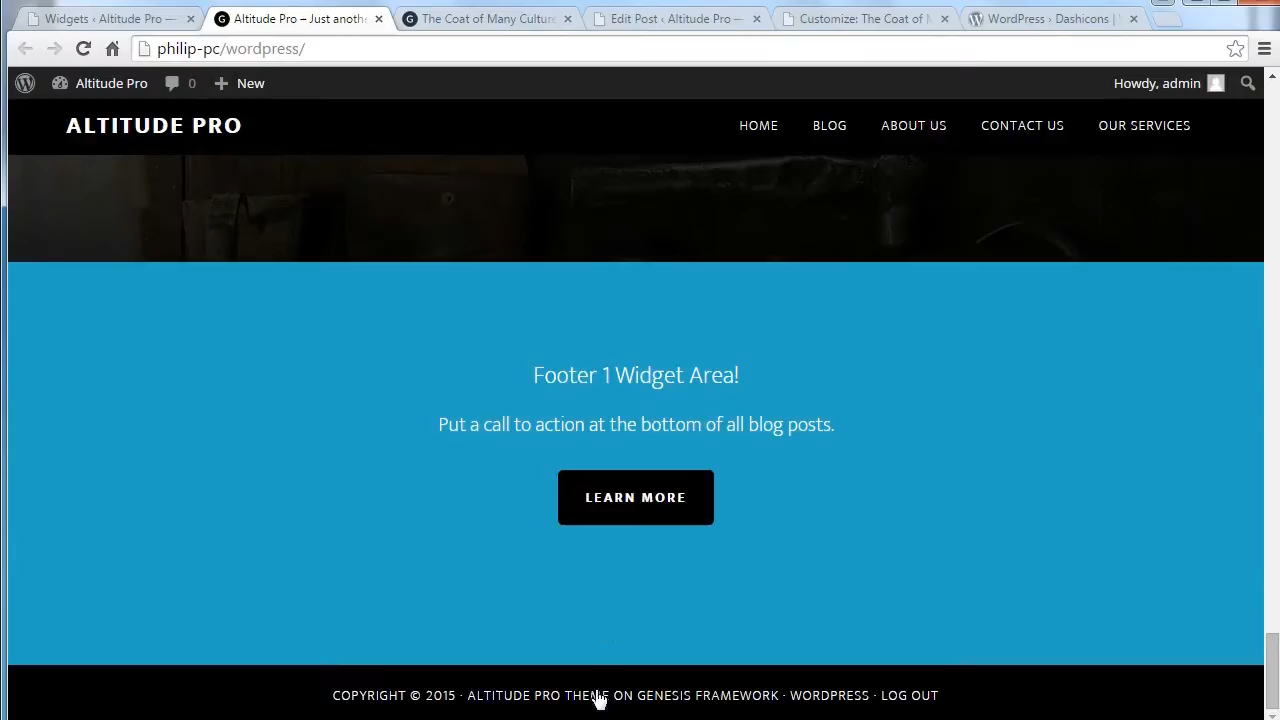 Widgets ‹ Altitude Pro —
Altitude Pro – Just anoth
The Coat of Many Culture
Edit Post ‹ Altitude Pro —
Customize: The Coat of
WordPress › Dashicons |
philip-pc/wordpress/
Altitude Pro
0
New
Howdy, admin
ALTITUDE PRO
HOME
BLOG
ABOUT US
CONTACT US
OUR SERVICES
Footer 1 Widget Area!
Put a call to action at the bottom of all blog posts.
LEARN MORE
COPYRIGHT © 2015 · ALTITUDE PRO THEME ON GENESIS FRAMEWORK · WORDPRESS · LOG OUT